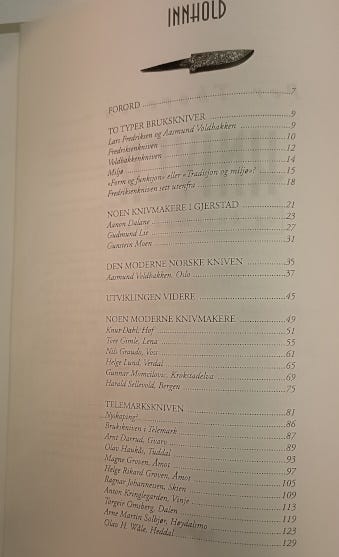 INNHOLD
FORORD 7
TO TYPER BRUKSKNIVER 9
Lars Fredriksen og Aasmund Voldbakken 9
Fredriksenkniven 10
Voldbakkenkniven 12
Miljø 14
«Form og funksjon» eller «Tradisjon og miljø»? 15
Fredriksenkniven sett utenfra 18
NOEN KNIVMAKERE I GJERSTAD 21
Aanon Dalane 23
Gudmund Lie 27
Gunstein Moen 31
DEN MODERNE NORSKE KNIVEN 35
Aasmund Voldbakken, Oslo 37
UTVIKLINGEN VIDERE 45
NOEN MODERNE KNIVMAKERE 49
Knut Dahl, Hof 51
Tore Gimle, Lena 55
Nils Graudo, Voss 61
Helge Lund, Verdal 65
Gunnar Momcilovic, Krokstadelva 69
Harald Sellevold, Bergen 75
TELEMARKSKNIVEN 81
Nyskaping? 86
Brukskniven i Telemark 87
Arnt Darrud, Gvarv 89
Olav Haukås, Tuddal 93
Magne Groven, Åmot 97
Helge Rikard Groven, Åmot 105
Ragnar Johannesen, Skien 109
Anton Kringlegarden, Vinje 113
Torgeir Omsberg, Dalen 119
Arne Martin Solbjør, Høydalsmo 123
Olav H. Wåle, Heddal 129